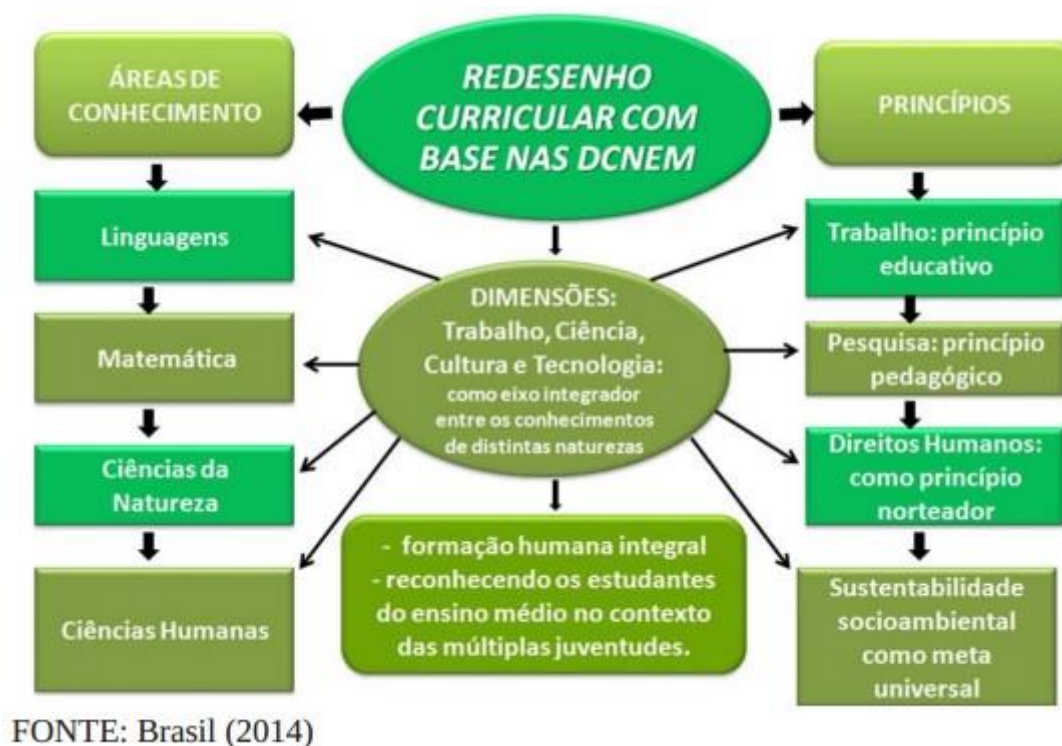 ÁREAS DE
CONHECIMENTO
REDESENHO
CURRICULAR COM
BASE NAS DCNEM
PRINCÍPIOS
Linguagens
Matemática
Ciências da
Natureza
Ciências Humanas
DIMENSÕES:
Trabalho, Ciência,
Cultura e Tecnologia:
como eixo integrador
entre os conhecimentos
de distintas naturezas
- formação humana integral
- reconhecendo os estudantes
do ensino médio no contexto
das múltiplas juventudes.
Trabalho: princípio
educativo
Pesquisa: princípio
pedagógico
Direitos Humanos:
como princípio
norteador
Sustentabilidade
socioambiental
como meta
universal
FONTE: Brasil (2014)